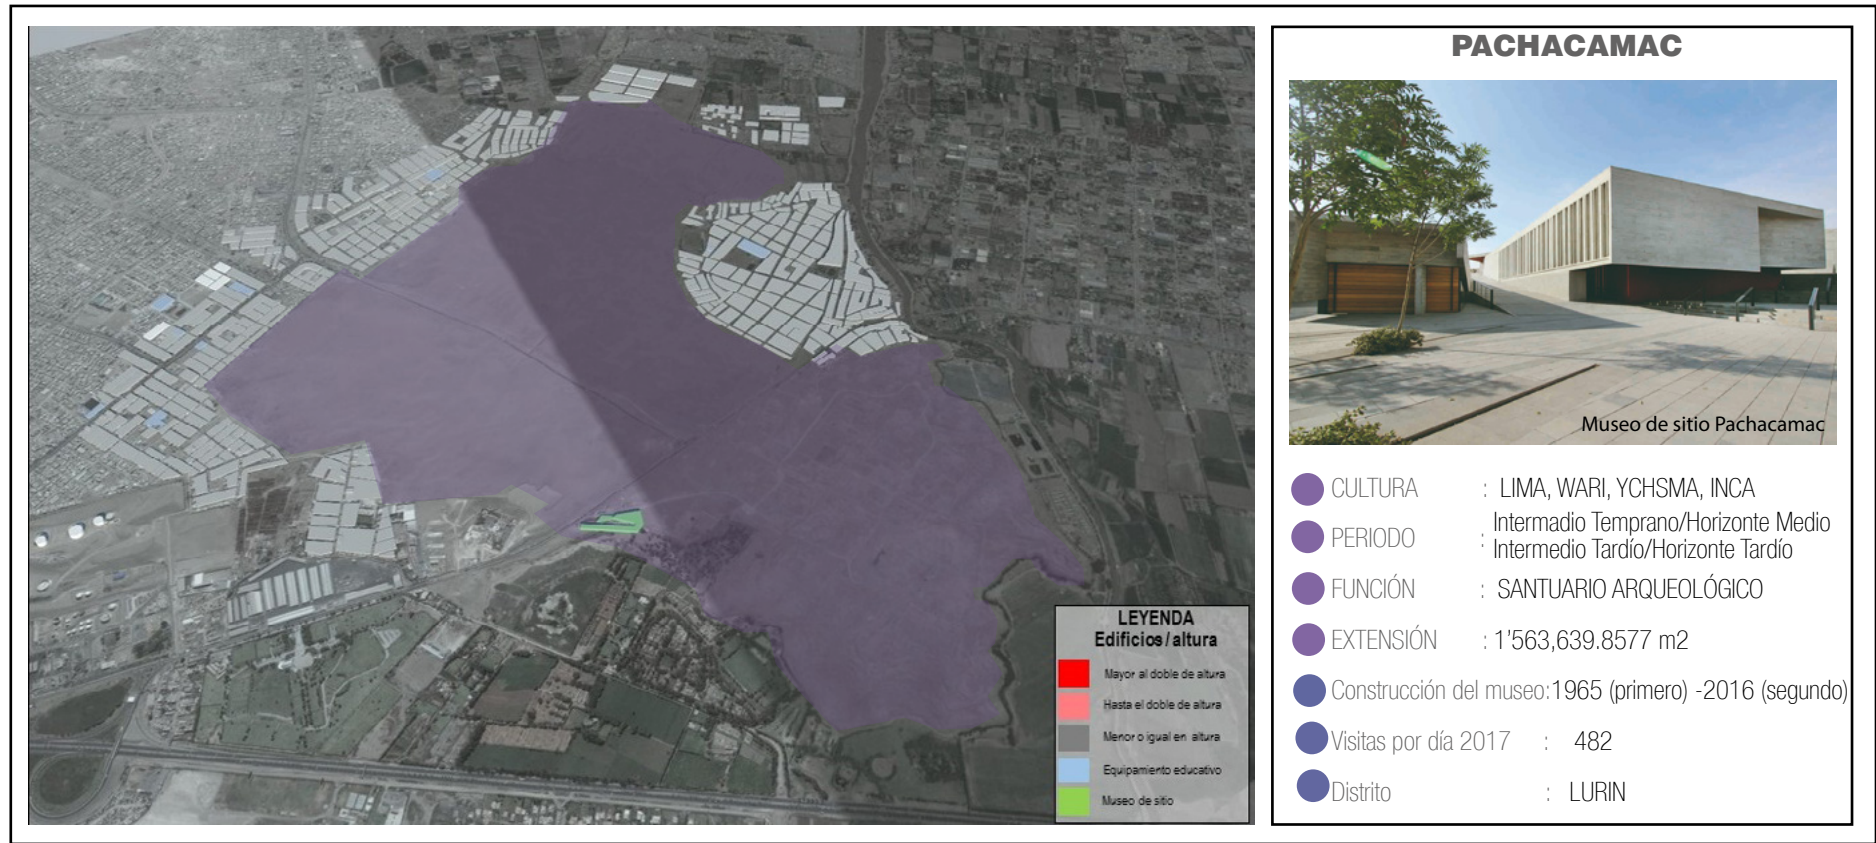 PACHACAMAC
Museo de sitio Pachacamac
CULTURA : LIMA, WARI, YCHSMA, INCA
PERIODO : Intermadio Temprano/Horizonte Medio
Intermedio Tardío/Horizonte Tardío
FUNCIÓN : SANTUARIO ARQUEOLÓGICO
EXTENSIÓN : 1'563,639.8577 m2
Construcción del museo:1965 (primero) -2016 (segundo)
Visitas por día 2017 : 482
Distrito : LURIN
LEYENDA
Edificios/altura
Mayor al doble de altura
Hasta el doble de altura
Menor o igual en altura
Equipamiento educativo
Museo de sitio